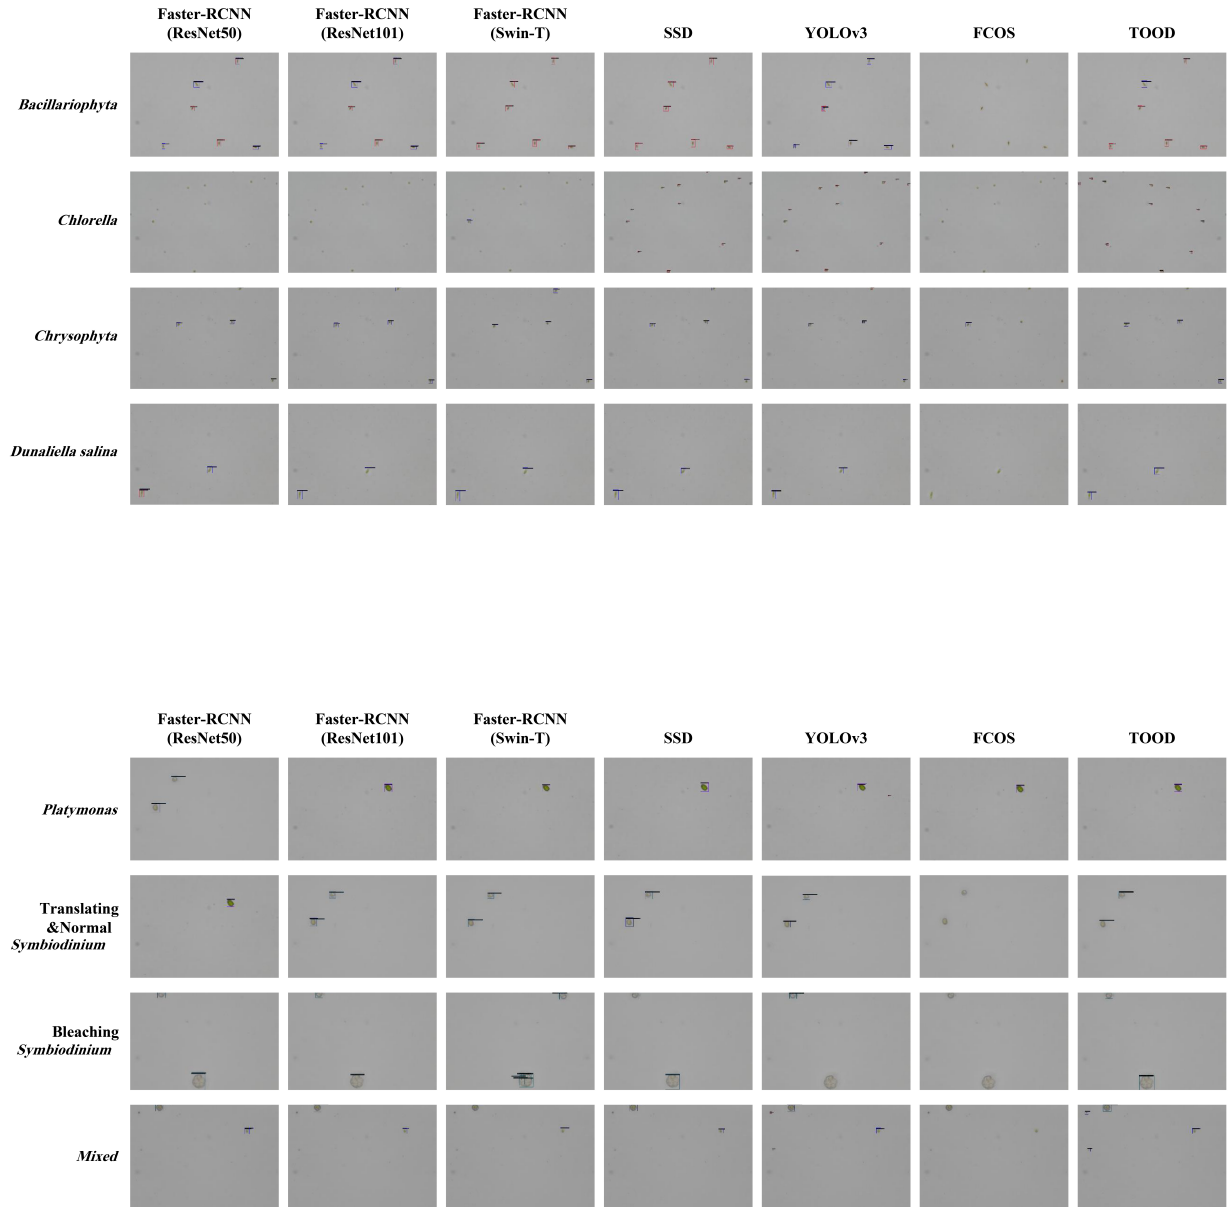 Faster-RCNN
(ResNet50)
Faster-RCNN
(ResNet101)
Faster-RCNN
(Swin-T)
SSD
YOLOv3
FCOS
TOOD
Bacillariophyta
Chlorella
Chrysophyta
Dunaliella salina
Faster-RCNN
(ResNet50)
Faster-RCNN
(ResNet101)
Faster-RCNN
(Swin-T)
SSD
YOLOv3
FCOS
TOOD
Platymonas
Translating
&Normal
Symbiodinium
Bleaching
Symbiodinium
Mixed